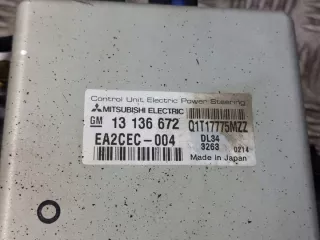 Control Unit Electric Power Steering
MITSUBISHI ELECTRIC
GM 13 136 672 Q1T17775MZZ
EA2CEC-004 DL34
3263 0214
Made in Japan